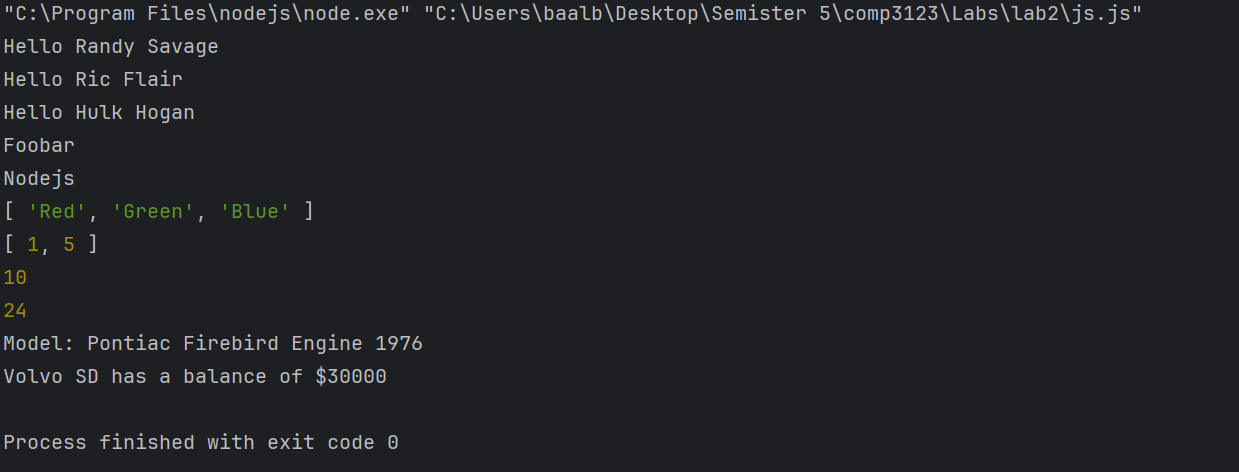 "C:\Program Files\nodejs\node.exe" "C:\Users\baalb\Desktop\Semister 5\comp3123\Labs\lab2\js.js"
Hello Randy Savage
Hello Ric Flair
Hello Hulk Hogan
Foobar
Nodejs
[ 'Red', 'Green', 'Blue' ]
[ 1, 5 ]
10
24
Model: Pontiac Firebird Engine 1976
Volvo SD has a balance of $30000
Process finished with exit code 0